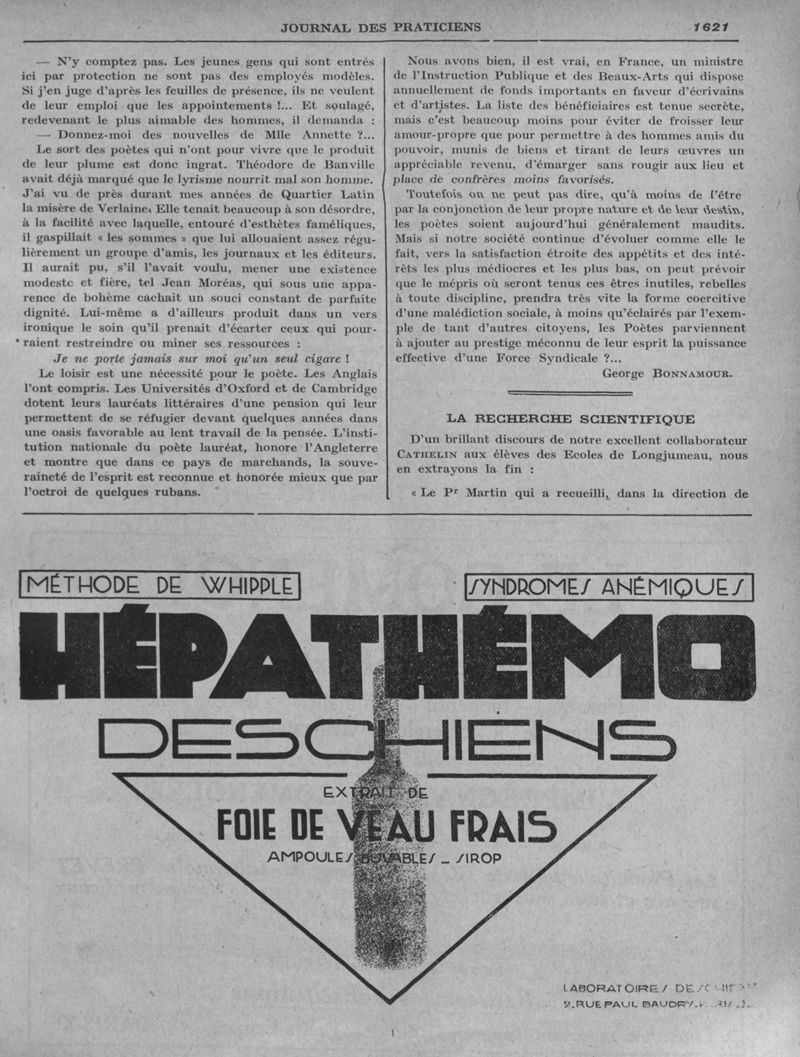 JOURNAL DES PRATICIENS
1621
— N'y comptez pas. Les jeunes gens qui sont entrés
ici par protection ne sont pas des employés modèles.
Si j'en juge d'après les feuilles de présence, ils ne veulent
de leur emploi que les appointements !... Et soulagé,
redevenant le plus aimable des hommes, il demanda :
— Donnez-moi des nouvelles de Mlle Annette ?...
Le sort des poètes qui n'ont pour vivre que le produit
de leur plume est donc ingrat. Théodore de Banville
avait déjà marqué que le lyrisme nourrit mal son homme.
J'ai vu de près durant mes années de Quartier Latin
la misère de Verlaine. Elle tenait beaucoup à son désordre,
à la facilité avec laquelle, entouré d'esthètes faméliques,
il gaspillait « les sommes » que lui allouaient assez régu-
lièrement un groupe d'amis, les journaux et les éditeurs.
Il aurait pu, s'il l'avait voulu, mener une existence
modeste et fière, tel Jean Moréas, qui sous une appa-
rence de bohème cachait un souci constant de parfaite
dignité. Lui-même a d'ailleurs produit dans un vers
ironique le soin qu'il prenait d'écarter ceux qui pour-
raient restreindre ou miner ses ressources :
Je ne porte jamais sur moi qu'un seul cigare !
Le loisir est une nécessité pour le poète. Les Anglais
l'ont compris. Les Universités d'Oxford et de Cambridge
dotent leurs lauréats littéraires d'une pension qui leur
permettent de se réfugier devant quelques années dans
une oasis favorable au lent travail de la pensée. L'insti-
tution nationale du poète lauréat, honore l'Angleterre
et montre que dans ce pays de marchands, la souve-
raineté de l'esprit est reconnue et honorée mieux que par
l'octroi de quelques rubans.
Nous avons bien, il est vrai, en France, un ministre
de l'Instruction Publique et des Beaux-Arts qui dispose
annuellement de fonds importants en faveur d'écrivains
et d'artistes. La liste des bénéficiaires est tenue secrète,
mais c'est beaucoup moins pour éviter de froisser leur
amour-propre que pour permettre à des hommes amis du
pouvoir, munis de biens et tirant de leurs œuvres un
appréciable revenu, d'émarger sans rougir aux lieu et
place de confrères moins favorisés.
Toutefois on ne peut pas dire, qu'à moins de l'être
par la conjonction de leur propre nature et de leur destin,
les poètes soient aujourd'hui généralement maudits.
Mais si notre société continue d'évoluer comme elle le
fait, vers la satisfaction étroite des appétits et des inté-
rêts les plus médiocres et les plus bas, on peut prévoir
que le mépris où seront tenus ces êtres inutiles, rebelles
à toute discipline, prendra très vite la forme coercitive
d'une malédiction sociale, à moins qu'éclairés par l'exem-
ple de tant d'autres citoyens, les Poètes parviennent
à ajouter au prestige méconnu de leur esprit la puissance
effective d'une Force Syndicale ?...
George BONNAMOUR.
LA RECHERCHE SCIENTIFIQUE
D'un brillant discours de notre excellent collaborateur
CATHELIN aux élèves des Ecoles de Longjumeau, nous
en extrayons la fin :
« Le Pr Martin qui a recueilli, dans la direction de
MÉTHODE DE WHIPPLE
SYNDROMES ANÉMIQUES
HÉPATHÉMO
DESCHIENS
EXTRAIT DE
FOIE DE VEAU FRAIS
AMPOULES BUVABLES _ SIROP
LABORATOIRES DESCHIENS
9. RUE PAUL BAUDRY.